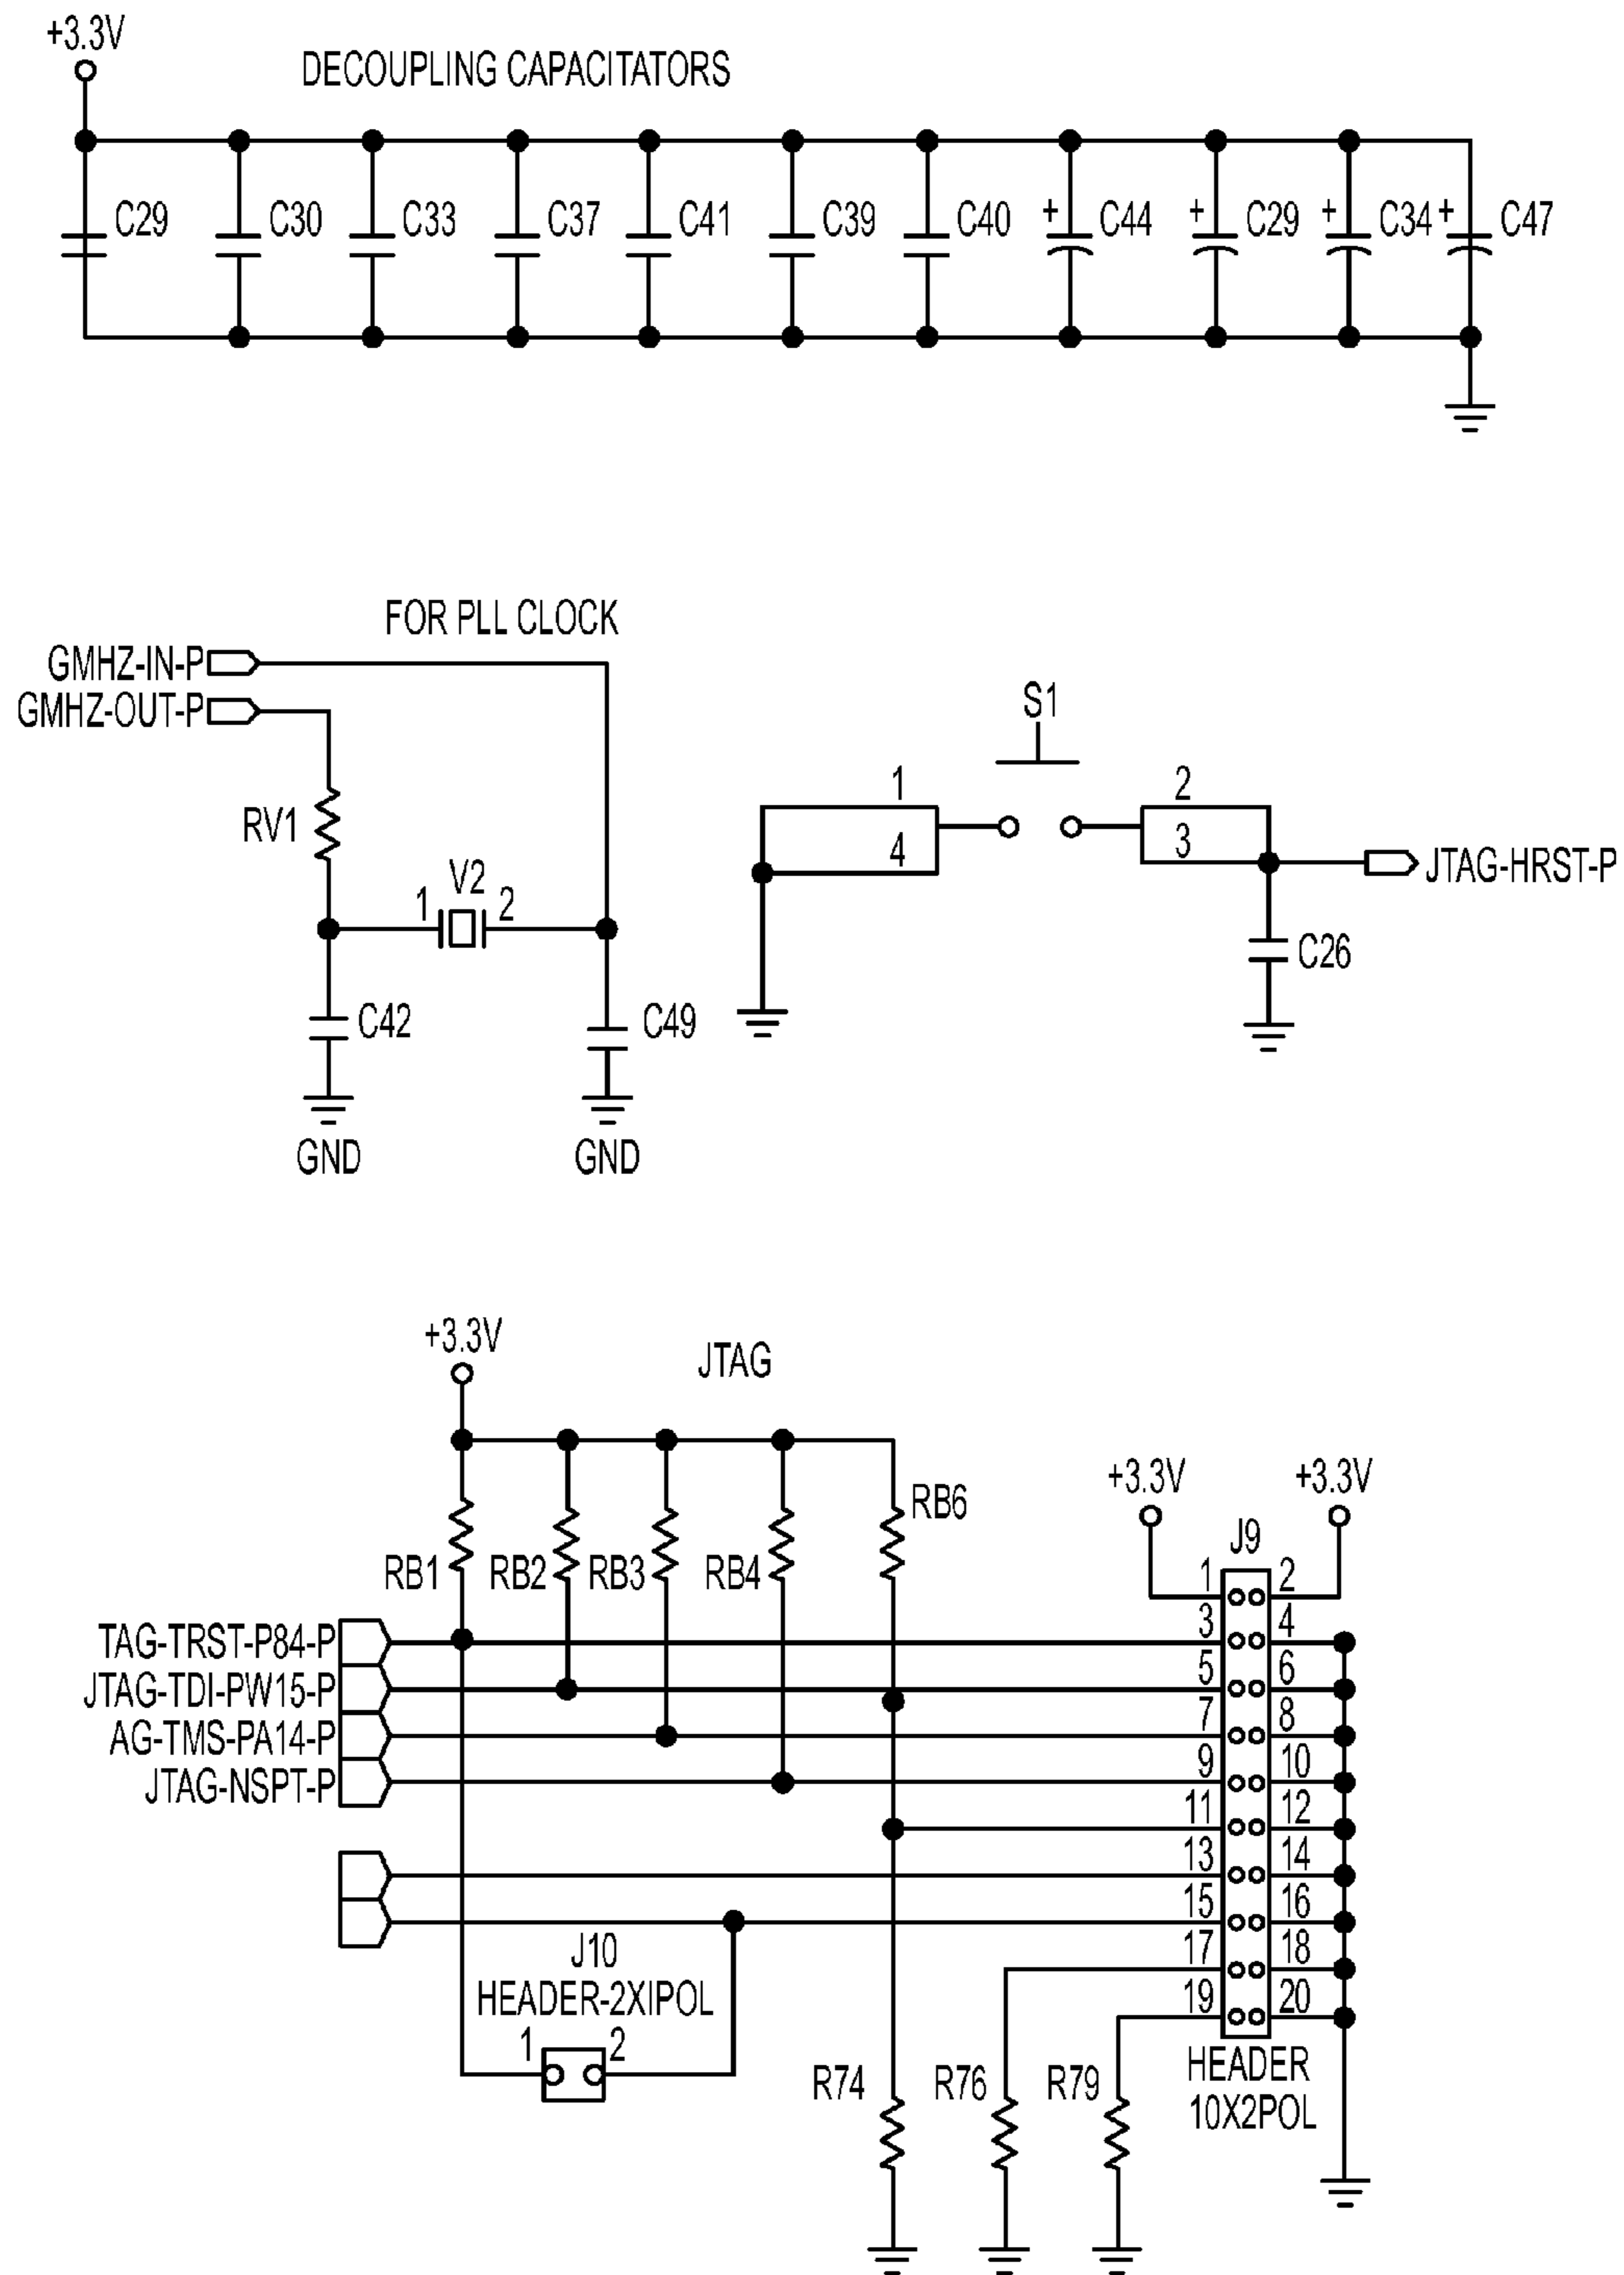 +3.3V
DECOUPLING CAPACITATORS
C29 C30 C33 C37 C41 C39 C40 + C44 + C29 + C34 + C47
FOR PLL CLOCK
GMHZ-IN-P
GMHZ-OUT-P
RV1
V2
1 2
C42 C49
GND GND
S1
1 2
4 3
JTAG-HRST-P
C26
+3.3V
JTAG
RB1 RB2 RB3 RB4 RB6
+3.3V +3.3V
J9
1 2
3 4
5 6
7 8
9 10
11 12
13 14
15 16
17 18
19 20
HEADER
10X2POL
TAG-TRST-P84-P
JTAG-TDI-PW15-P
AG-TMS-PA14-P
JTAG-NSPT-P
J10
HEADER-2XIPOL
1 2
R74 R76 R79